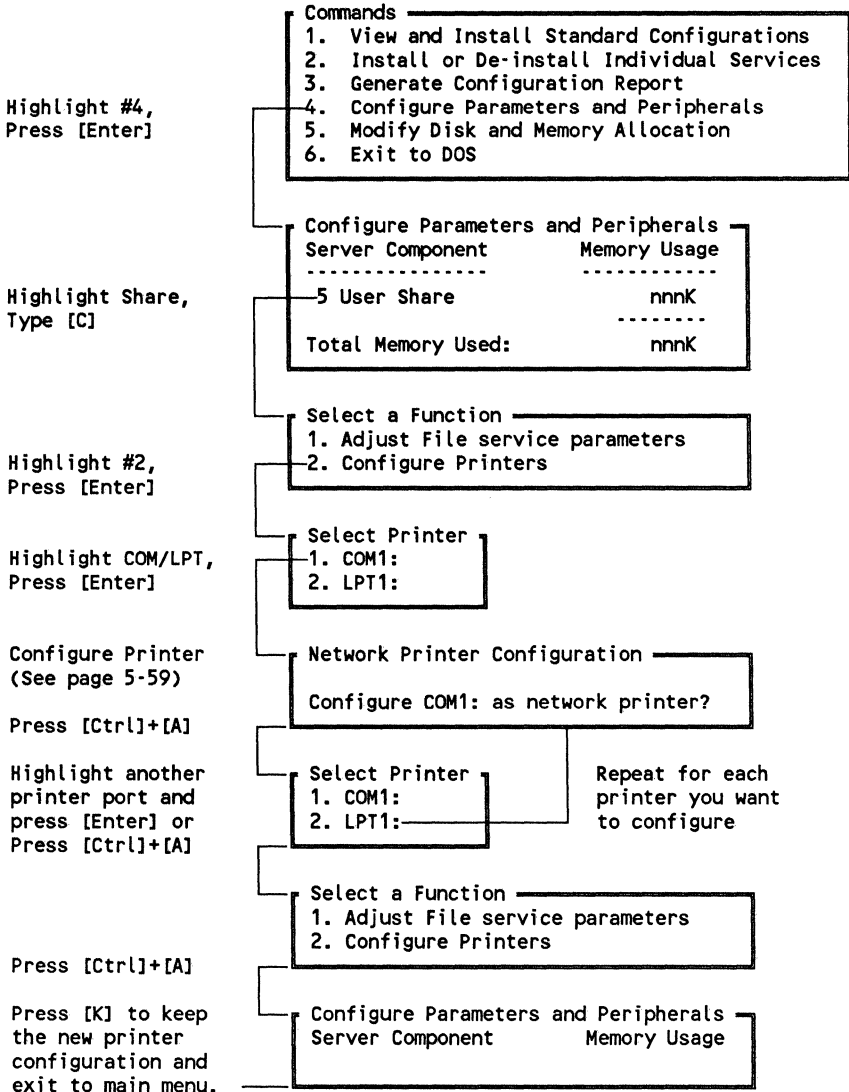 Commands
1. View and Install Standard Configurations
2. Install or De-install Individual Services
3. Generate Configuration Report
Highlight #4,
Press [Enter]
4. Configure Parameters and Peripherals
5. Modify Disk and Memory Allocation
6. Exit to DOS
Configure Parameters and Peripherals
Server Component Memory Usage
---------------- ------------
Highlight Share,
Type [C]
5 User Share nnnK
--------
Total Memory Used: nnnK
Select a Function
1. Adjust File service parameters
Highlight #2,
Press [Enter]
2. Configure Printers
Select Printer
Highlight COM/LPT,
Press [Enter]
1. COM1:
2. LPT1:
Configure Printer
(See page 5-59)
Network Printer Configuration
Configure COM1: as network printer?
Press [Ctrl]+[A]
Highlight another
printer port and
press [Enter] or
Press [Ctrl]+[A]
Select Printer
1. COM1:
2. LPT1:
Repeat for each
printer you want
to configure
Select a Function
1. Adjust File service parameters
2. Configure Printers
Press [Ctrl]+[A]
Press [K] to keep
the new printer
configuration and
exit to main menu.
Configure Parameters and Peripherals
Server Component Memory Usage